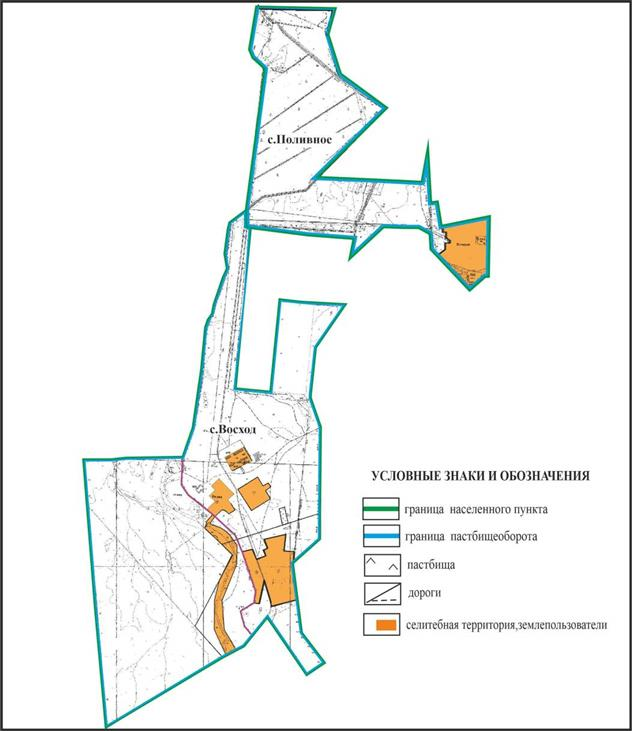 с.Поливное
с.Восход
УСЛОВНЫЕ ЗНАКИ И ОБОЗНАЧЕНИЯ
граница населенного пункта
граница пастбищеоборота
пастбища
дороги
селитебная территория,землепользователи